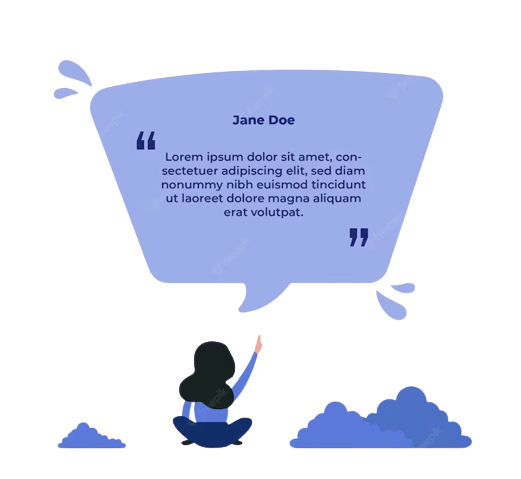 Jane Doe
❝
Lorem ipsum dolor sit amet, con-
sectetuer adipiscing elit, sed diam
nonummy nibh euismod tincidunt
ut laoreet dolore magna aliquam
erat volutpat.
❞